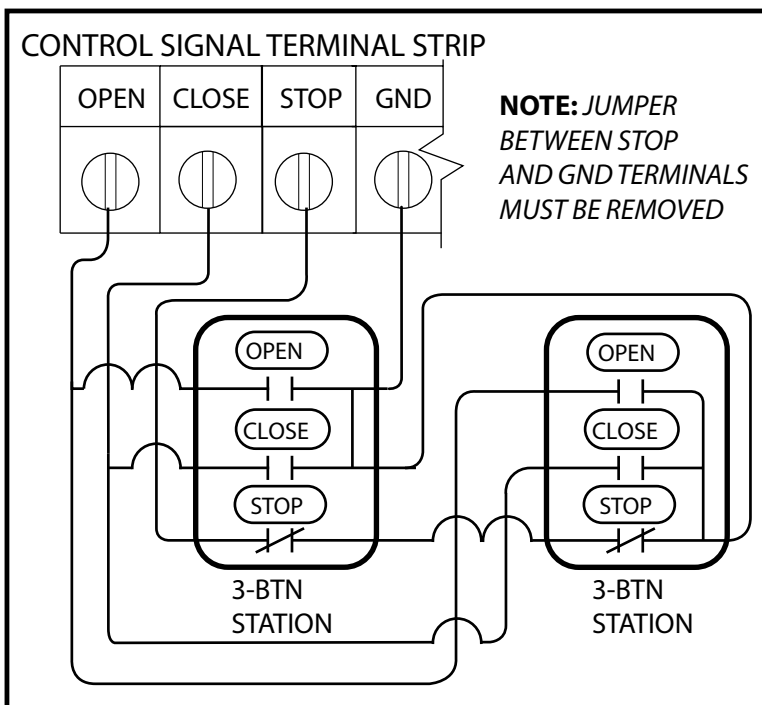 CONTROL SIGNAL TERMINAL STRIP
OPEN CLOSE STOP GND
NOTE: JUMPER
BETWEEN STOP
AND GND TERMINALS
MUST BE REMOVED
OPEN
CLOSE
STOP
3-BTN
STATION
OPEN
CLOSE
STOP
3-BTN
STATION